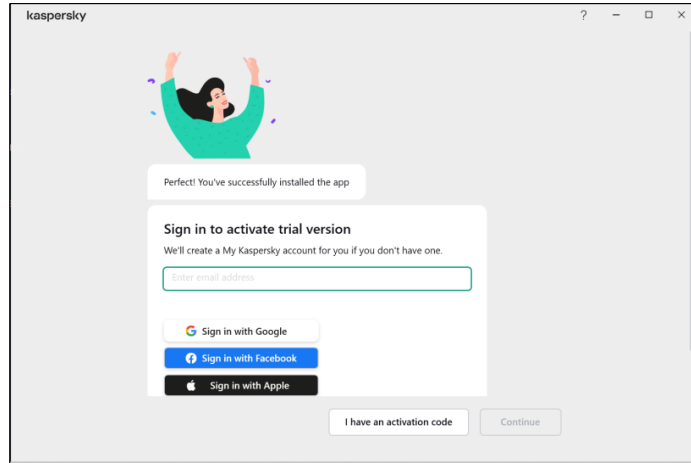 kaspersky
?
Perfect! You've successfully installed the app
Sign in to activate trial version
We'll create a My Kaspersky account for you if you don't have one.
Enter email address
Sign in with Google
Sign in with Facebook
Sign in with Apple
I have an activation code
Continue